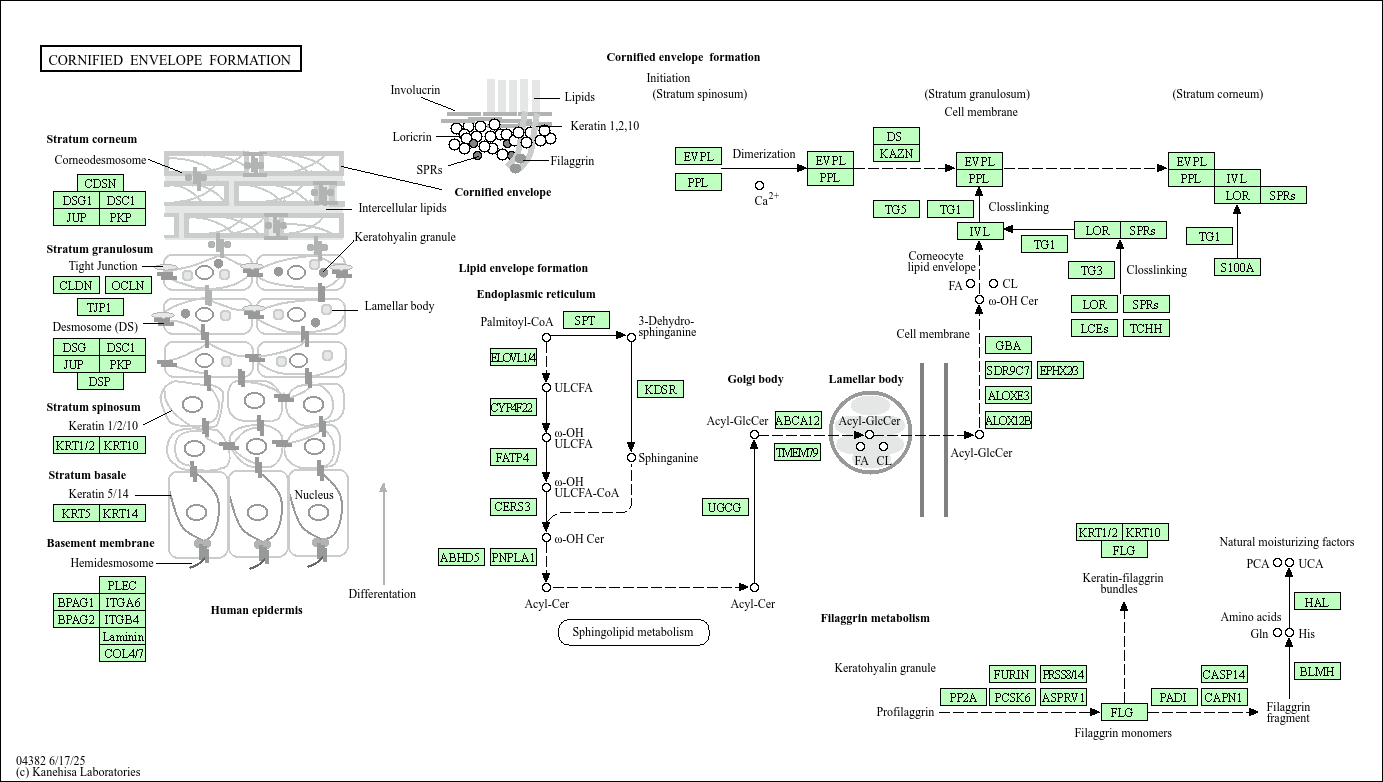 CORNIFIED ENVELOPE FORMATION
Stratum corneum
Corneodesmosome
CDSN
DSG1 DSC1
JUP PKP
Stratum granulosum
Tight Junction
CLDN OCLN
TJP1
Desmosome (DS)
DSG DSC1
JUP PKP
DSP
Stratum spinosum
Keratin 1/2/10
KRT1/2 KRT10
Stratum basale
Keratin 5/14
KRT5 KRT14
Basement membrane
Hemidesmosome
PLEC
BPAG1 ITGA6
BPAG2 ITGB4
Laminin
COL4/7
Involucrin
Lipids
Keratin 1,2,10
Loricrin
Filaggrin
SPRs
Cornified envelope
Intercellular lipids
Keratohyalin granule
Lamellar body
Nucleus
Differentation
Human epidermis
Cornified envelope formation
Initiation
(Stratum spinosum)
(Stratum granulosum)
Cell membrane
(Stratum corneum)
EVPL
PPL
Dimerization
Ca2+
EVPL
PPL
DS
KAZN
EVPL
PPL
TG5 TG1
Closslinking
IVL
TG1
LOR SPRs
TG3
Closslinking
LOR SPRs
LCEs TCHH
EVPL
PPL IVL
LOR SPRs
TG1
S100A
Corneocyte
lipid envelope
FA CL
ω-OH Cer
Cell membrane
GBA
SDR9C7 EPHX2/3
ALOXE3
ALOX12B
Acyl-GlcCer
Lipid envelope formation
Endoplasmic reticulum
Palmitoyl-CoA
SPT
3-Dehydro-
sphinganine
ELOVL1/4
ULCFA
KDSR
CYP4F22
ω-OH
ULCFA
FATP4
Sphinganine
ω-OH
ULCFA-CoA
CERS3
ω-OH Cer
ABHD5 PNPLA1
Acyl-Cer
Acyl-Cer
Sphingolipid metabolism
UGCG
Golgi body
Acyl-GlcCer
ABCA12
TMEM79
Lamellar body
Acyl-GlcCer
FA CL
Filaggrin metabolism
KRT1/2 KRT10
FLG
Keratin-filaggrin
bundles
Keratohyalin granule
FURIN PRSS8/14
PP2A PCSK6 ASPRV1
Profilaggrin
FLG
Filaggrin monomers
CASP14
PADI CAPN1
Filaggrin
fragment
BLMH
Amino acids
Gln His
HAL
PCA UCA
Natural moisturizing factors
04382 6/17/25
(c) Kanehisa Laboratories